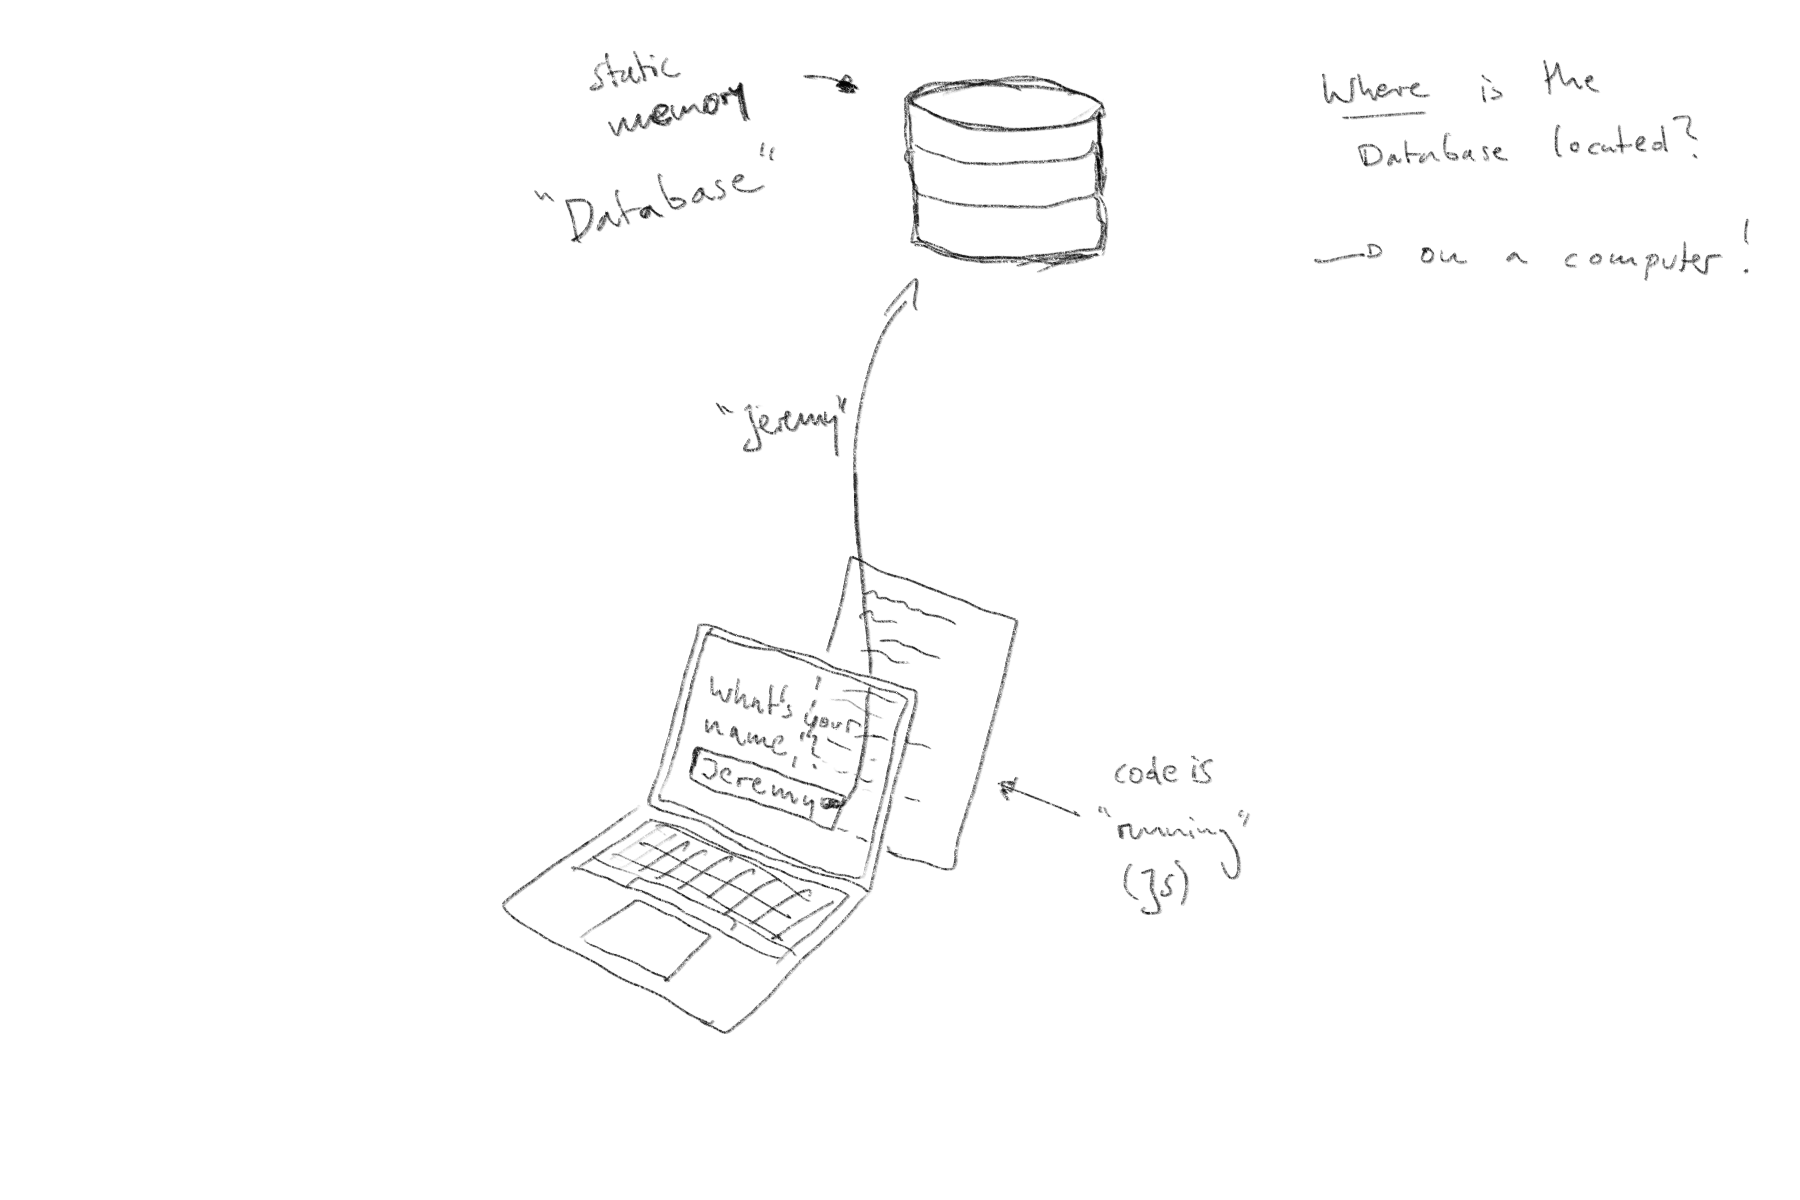 static
memory
"Database"
Where is the
Database located?
on a computer!
"Jeremy"
What's your
name?
Jeremy
code is
"running"
(JS)